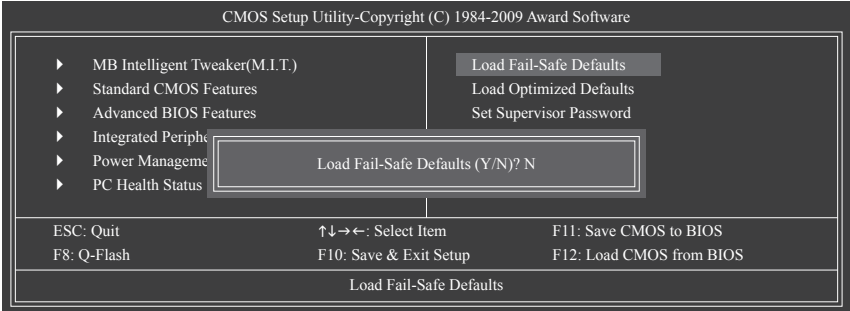 CMOS Setup Utility-Copyright (C) 1984-2009 Award Software
MB Intelligent Tweaker(M.I.T.)
Standard CMOS Features
Advanced BIOS Features
Integrated
Power
PC Health Status
Load Fail-Safe Defaults
Load Optimized Defaults
Set Supervisor Password
Load Fail-Safe Defaults (Y/N)? N
ESC: Quit
↑↓→←: Select Item
F11: Save CMOS to BIOS
F8: Q-Flash
F10: Save & Exit Setup
F12: Load CMOS from BIOS
Load Fail-Safe Defaults